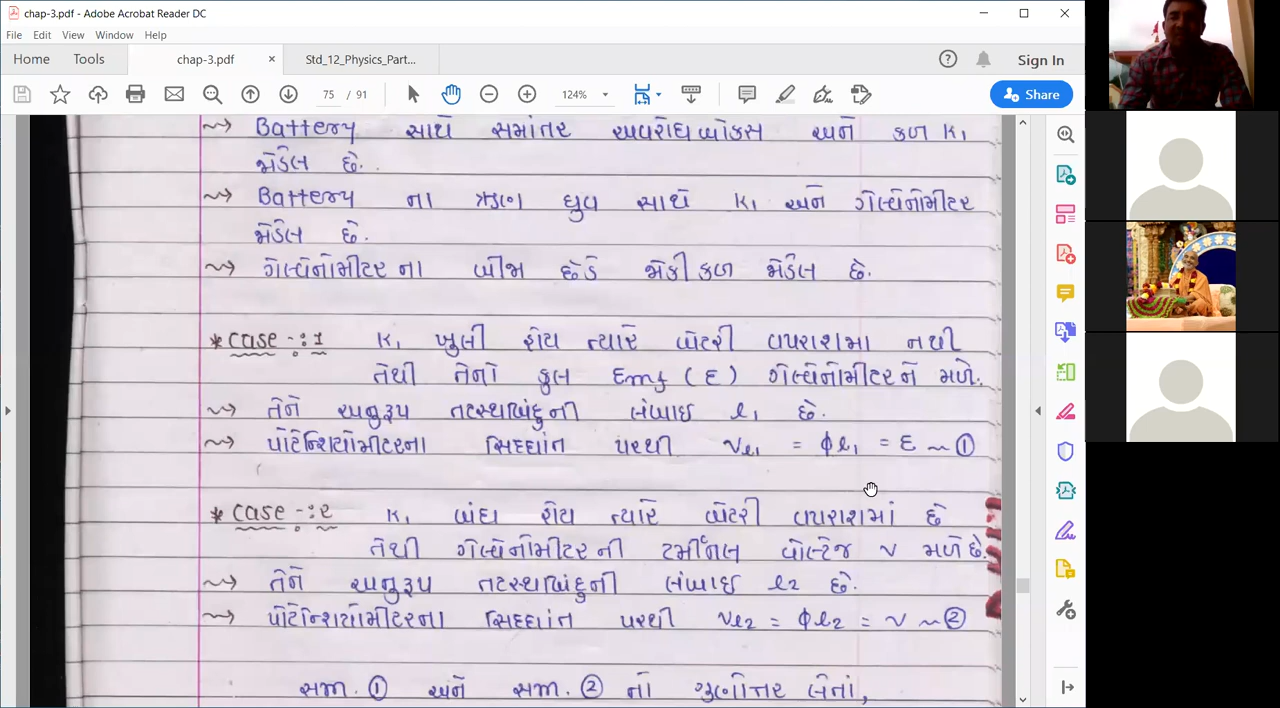 chap-3.pdf - Adobe Acrobat Reader DC
File Edit View Window Help
Home Tools chap-3.pdf × Std_12_Physics_Part... Sign In
75 / 91 124% Share
Battery સાથે સમાંતર અવરોધબોક્સ અને કળ K₁
જોડેલ છે.
Battery ના ઋણ ધ્રુવ સાથે K₁ અને ગેલ્વેનોમીટર
જોડેલ છે.
ગેલ્વેનોમીટરના બીજા છેડે જોકીકળ જોડેલ છે.
* case -: 1 K₁ ખુલી હોય ત્યારે બેટરી વપરાશમા નથી
તેથી તેનો કુલ Emf (ε) ગેલ્વેનોમીટરને મળે.
તેને અનુરૂપ તટસ્થબિંદુની લંબાઇ l₁ છે.
પોટેન્શિયોમીટરના સિધ્ધાંત પરથી vl₁ = ϕl₁ = ε ~ ①
* case -: 2 K₁ બંધ હોય ત્યારે બેટરી વપરાશમાં છે
તેથી ગેલ્વેનોમીટરની ટર્મીનલ વોલ્ટેજ v મળે છે.
તેને અનુરૂપ તટસ્થબિંદુની લંબાઇ l₂ છે.
પોટેન્શિયોમીટરના સિધ્ધાંત પરથી vl₂ = ϕl₂ = v ~ ②
સમી. ① અને સમી. ② નો ગુણોત્તર લેતાં,